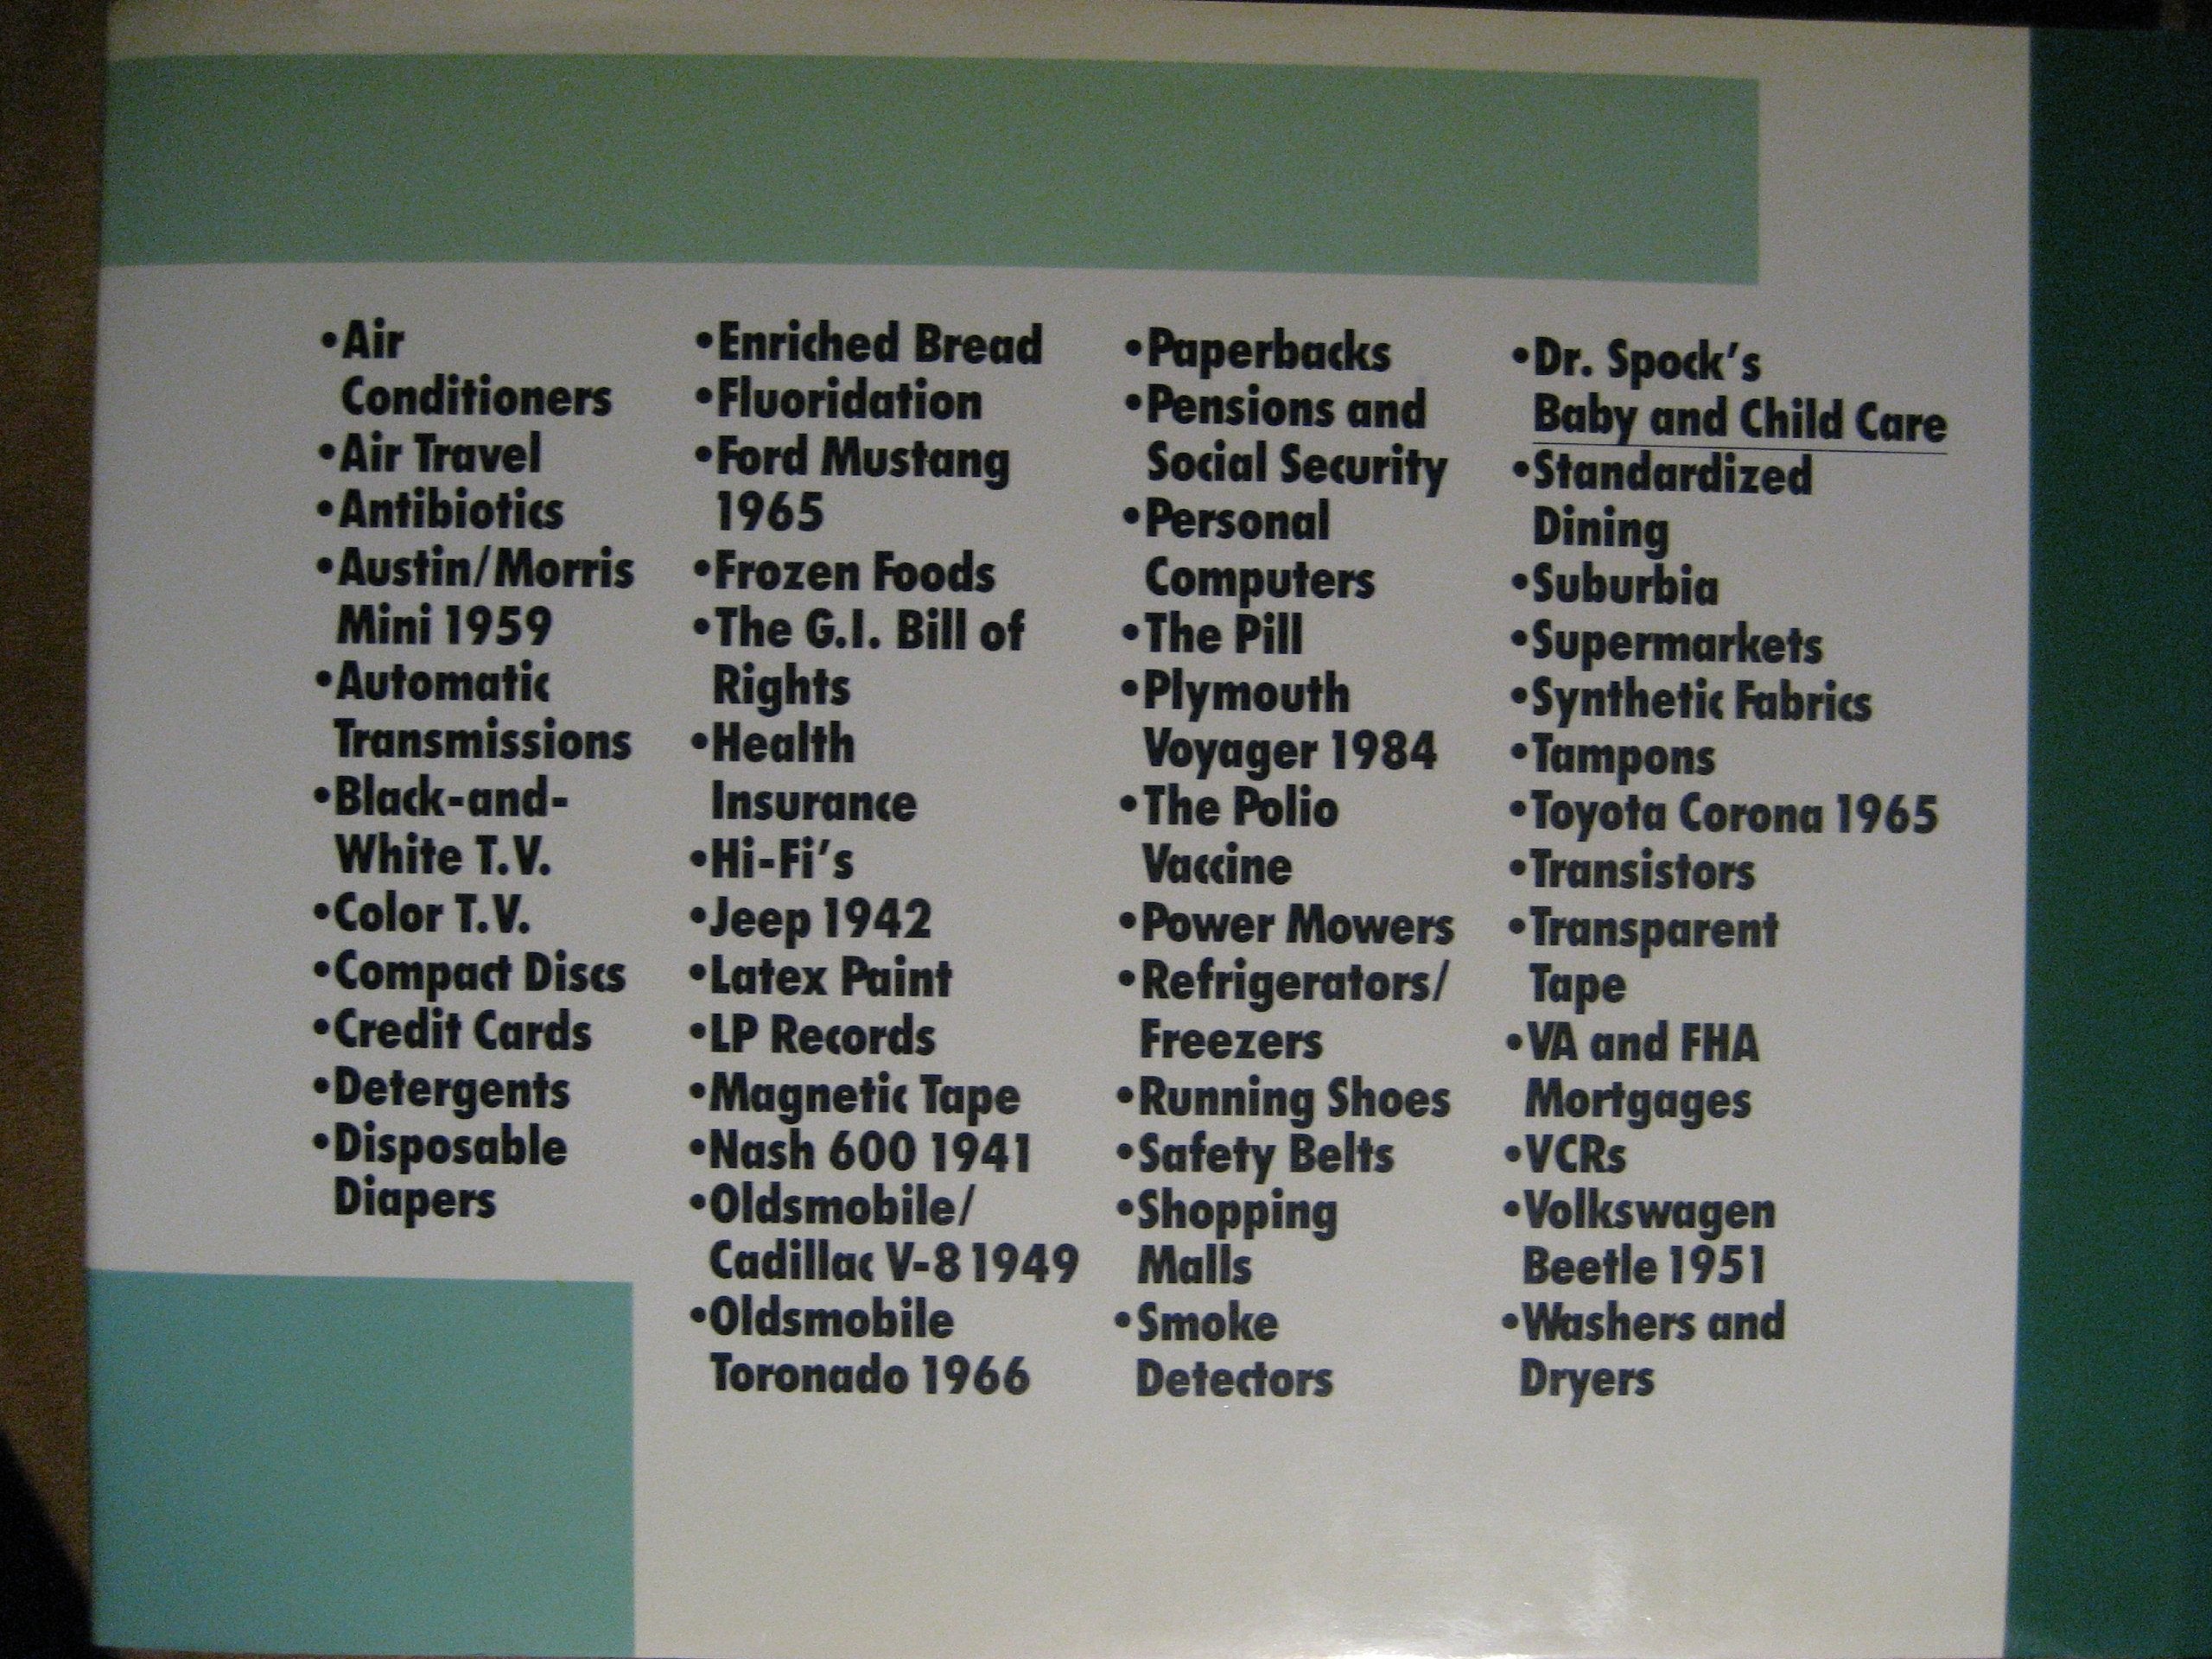 •Air
Conditioners
•Air Travel
•Antibiotics
•Austin/Morris
Mini 1959
•Automatic
Transmissions
•Black-and-
White T.V.
•Color T.V.
•Compact Discs
•Credit Cards
•Detergents
•Disposable
Diapers
•Enriched Bread
•Fluoridation
•Ford Mustang
1965
•Frozen Foods
•The G.I. Bill of
Rights
•Health
Insurance
•Hi-Fi's
•Jeep 1942
•Latex Paint
•LP Records
•Magnetic Tape
•Nash 600 1941
•Oldsmobile/
Cadillac V-8 1949
•Oldsmobile
Toronado 1966
•Paperbacks
•Pensions and
Social Security
•Personal
Computers
•The Pill
•Plymouth
Voyager 1984
•The Polio
Vaccine
•Power Mowers
•Refrigerators/
Freezers
•Running Shoes
•Safety Belts
•Shopping
Malls
•Smoke
Detectors
•Dr. Spock's
Baby and Child Care
•Standardized
Dining
•Suburbia
•Supermarkets
•Synthetic Fabrics
•Tampons
•Toyota Corona 1965
•Transistors
•Transparent
Tape
•VA and FHA
Mortgages
•VCRs
•Volkswagen
Beetle 1951
•Washers and
Dryers